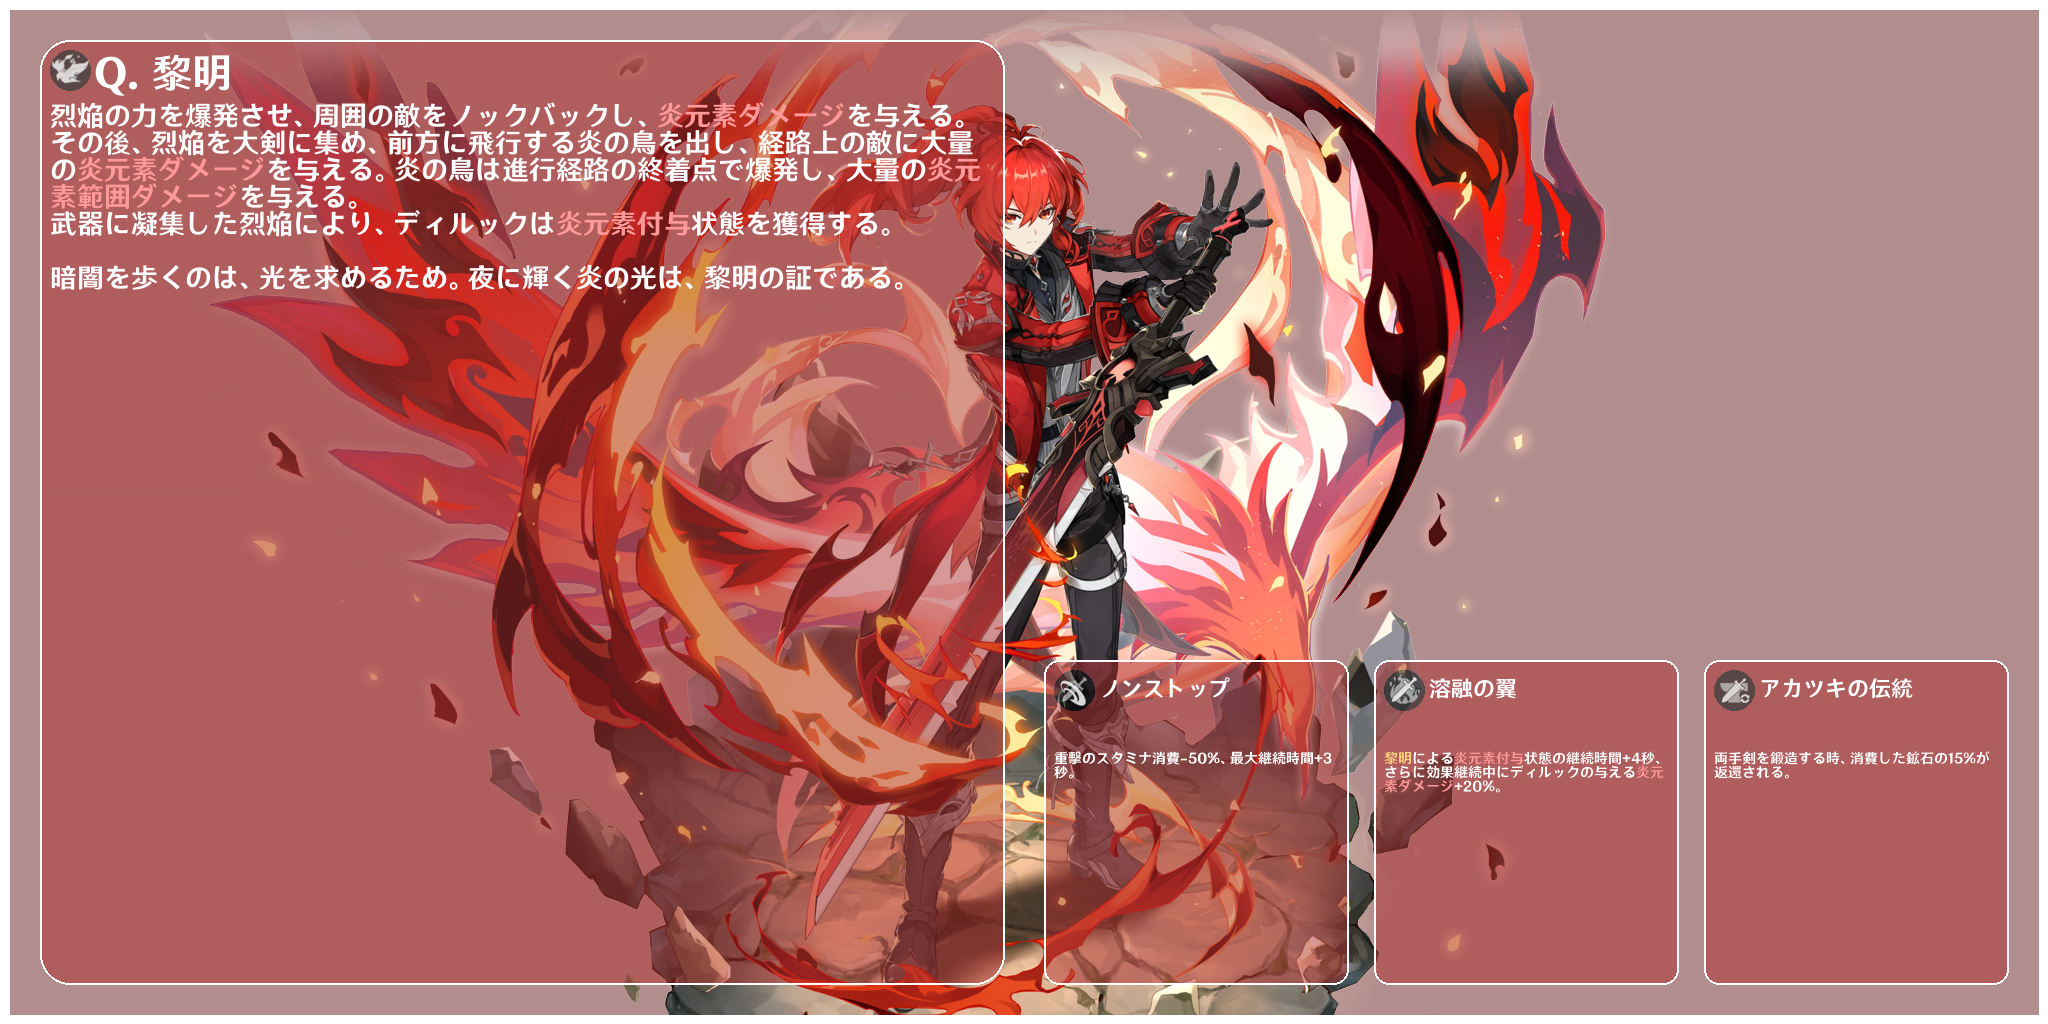 Q. 黎明
烈焔の力を爆発させ、周囲の敵をノックバックし、炎元素ダメージを与える。
その後、烈焔を大剣に集め、前方に飛行する炎の鳥を出し、経路上の敵に大量
の炎元素ダメージを与える。炎の鳥は進行経路の終着点で爆発し、大量の炎元
素範囲ダメージを与える。
武器に凝集した烈焔により、ディルックは炎元素付与状態を獲得する。
暗闇を歩くのは、光を求めるため。夜に輝く炎の光は、黎明の証である。
ノンストップ
重撃のスタミナ消費-50%、最大継続時間+3
秒。
溶融の翼
黎明による炎元素付与状態の継続時間+4秒、
さらに効果継続中にディルックの与える炎元
素ダメージ+20%。
アカツキの伝統
両手剣を鍛造する時、消費した鉱石の15%が
返還される。